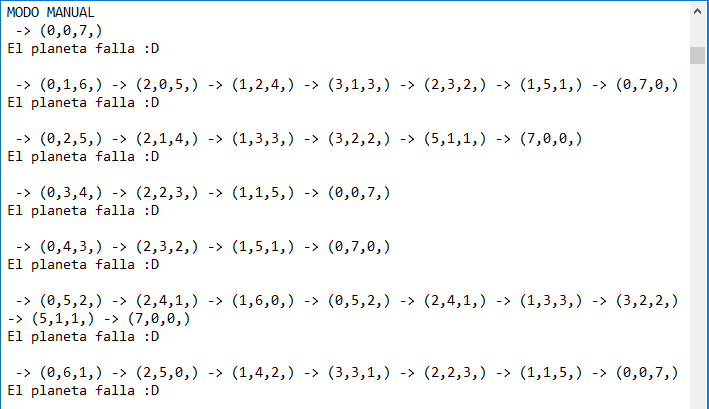 MODO MANUAL
-> (0,0,7,)
El planeta falla :D
-> (0,1,6,) -> (2,0,5,) -> (1,2,4,) -> (3,1,3,) -> (2,3,2,) -> (1,5,1,) -> (0,7,0,)
El planeta falla :D
-> (0,2,5,) -> (2,1,4,) -> (1,3,3,) -> (3,2,2,) -> (5,1,1,) -> (7,0,0,)
El planeta falla :D
-> (0,3,4,) -> (2,2,3,) -> (1,1,5,) -> (0,0,7,)
El planeta falla :D
-> (0,4,3,) -> (2,3,2,) -> (1,5,1,) -> (0,7,0,)
El planeta falla :D
-> (0,5,2,) -> (2,4,1,) -> (1,6,0,) -> (0,5,2,) -> (2,4,1,) -> (1,3,3,) -> (3,2,2,)
-> (5,1,1,) -> (7,0,0,)
El planeta falla :D
-> (0,6,1,) -> (2,5,0,) -> (1,4,2,) -> (3,3,1,) -> (2,2,3,) -> (1,1,5,) -> (0,0,7,)
El planeta falla :D